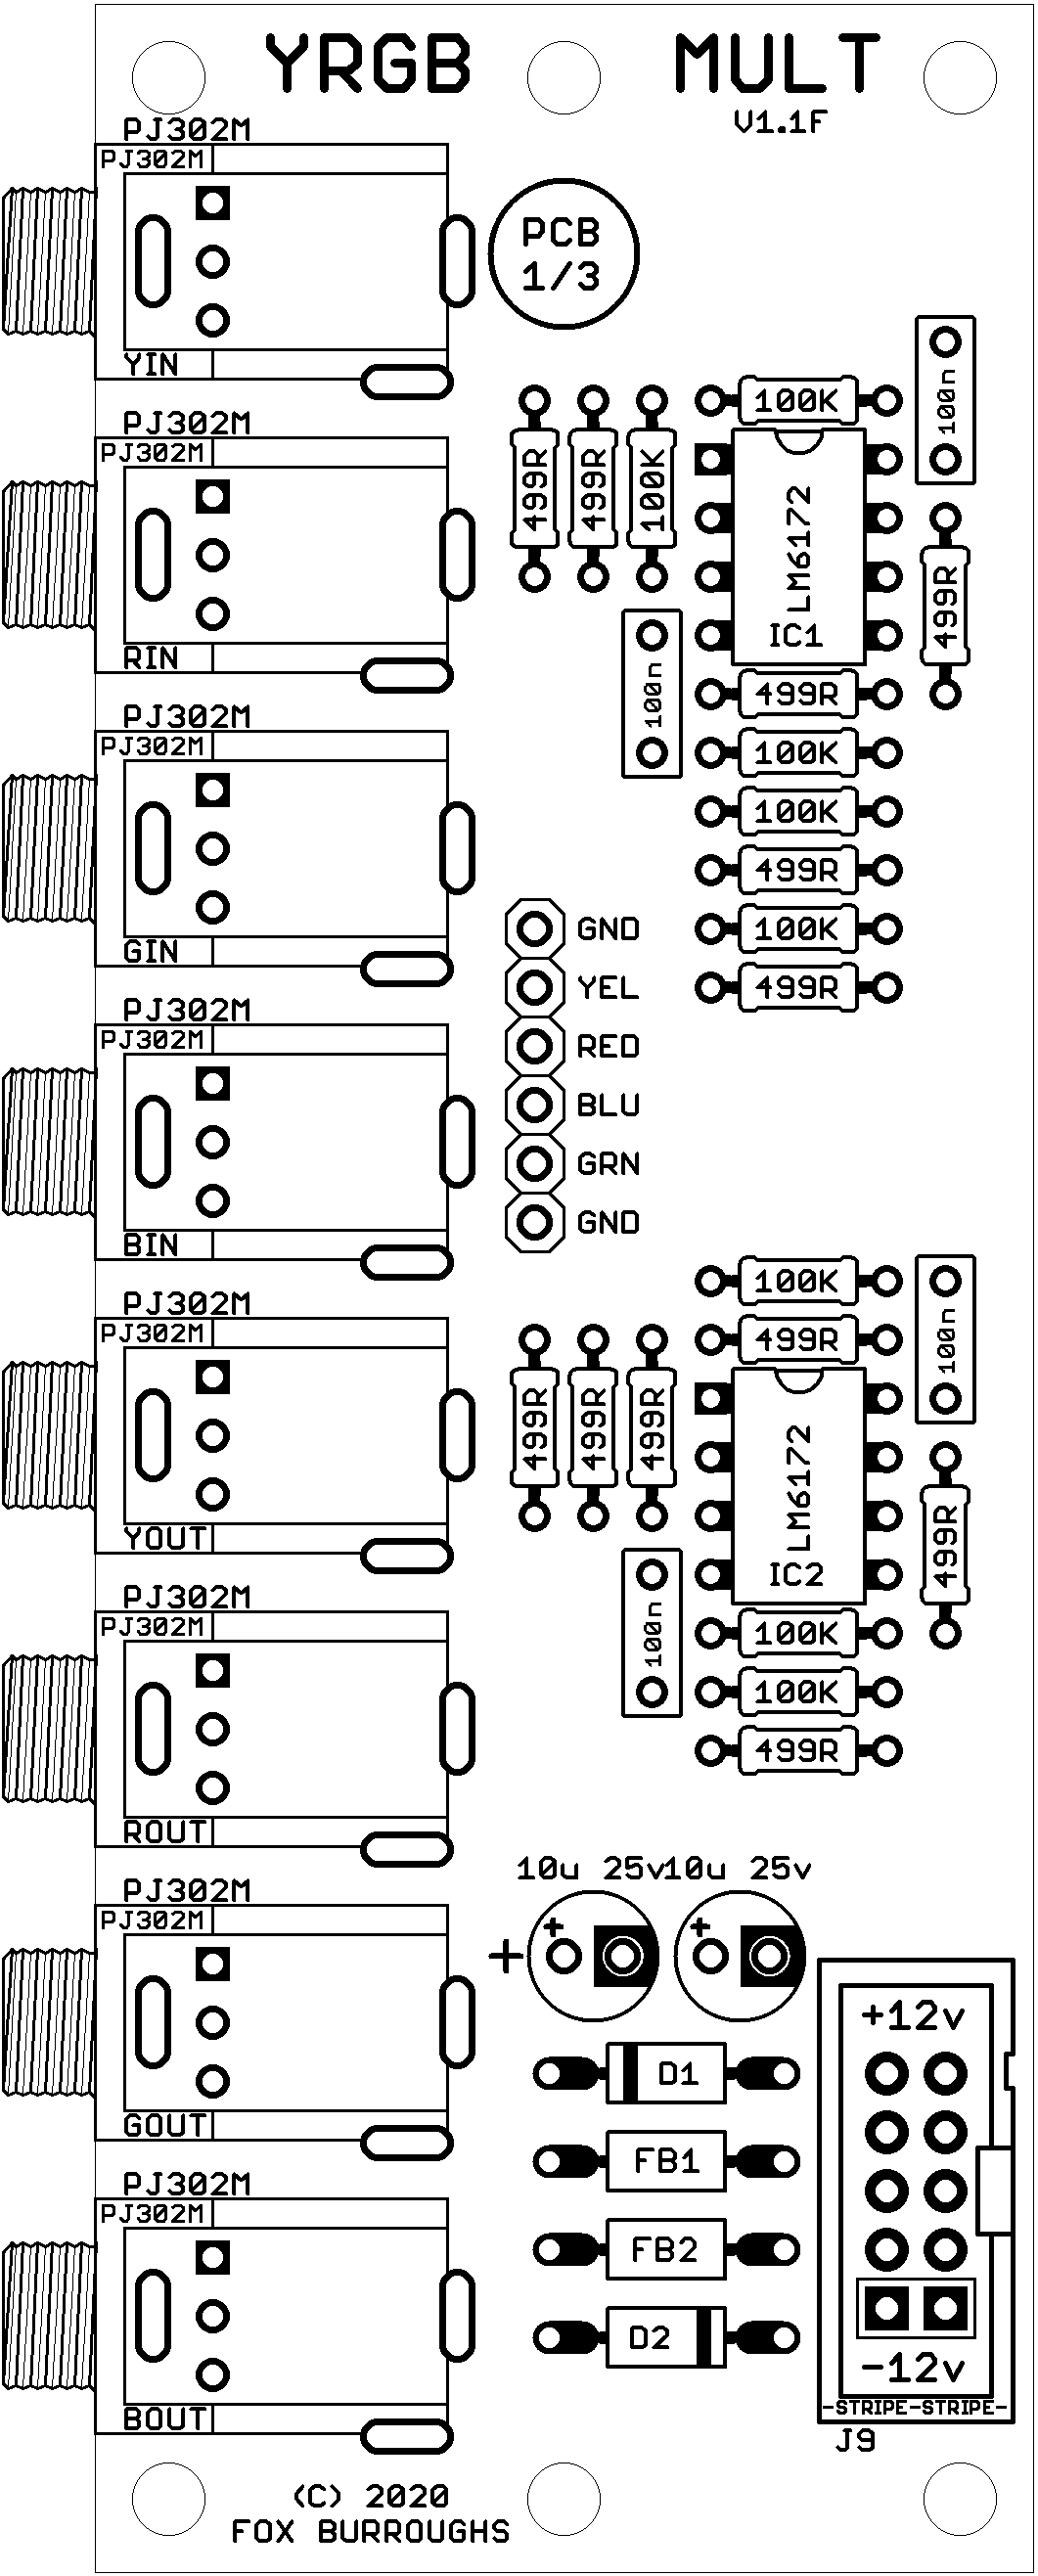 YRGB MULT
V1.1F
PJ302M
PJ302M
YIN
PCB
1/3
PJ302M
PJ302M
RIN
499R 499R 100K
100K
LM6172
IC1
100n
499R
100n
499R
100K
100K
499R
100K
499R
PJ302M
PJ302M
GIN
GND
YEL
RED
BLU
GRN
GND
PJ302M
PJ302M
BIN
PJ302M
PJ302M
YOUT
100K
499R
100n
499R 499R 499R
LM6172
IC2
499R
100n
100K
100K
499R
PJ302M
PJ302M
ROUT
PJ302M
PJ302M
GOUT
10u 25v10u 25v
+ + +
D1
FB1
FB2
D2
+12v
-12v
-STRIPE-STRIPE-
J9
PJ302M
PJ302M
BOUT
(C) 2020
FOX BURROUGHS